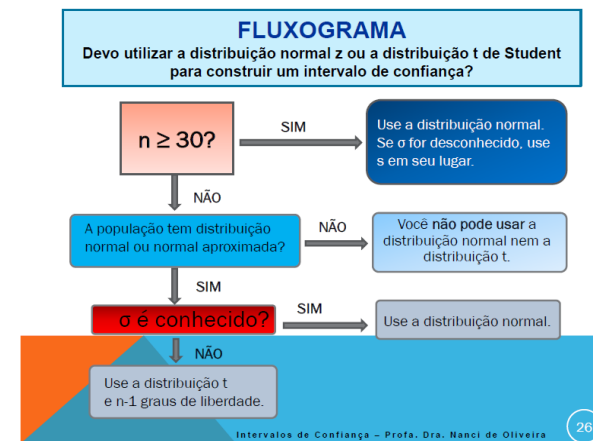 FLUXOGRAMA
Devo utilizar a distribuição normal z ou a distribuição t de Student
para construir um intervalo de confiança?
n ≥ 30?
SIM
Use a distribuição normal.
Se σ for desconhecido, use
s em seu lugar.
NÃO
A população tem distribuição
normal ou normal aproximada?
NÃO
Você não pode usar a
distribuição normal nem a
distribuição t.
SIM
σ é conhecido?
SIM
Use a distribuição normal.
NÃO
Use a distribuição t
e n-1 graus de liberdade.
Intervalos de Confiança – Profa. Dra. Nanci de Oliveira
26